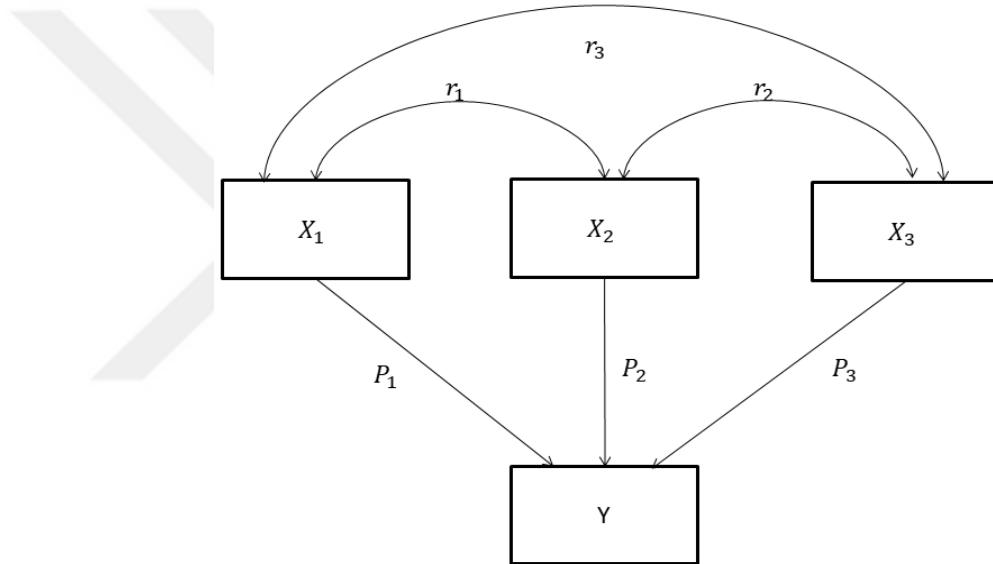 r₃
r₁ r₂
X₁ X₂ X₃
P₁ P₂ P₃
Y